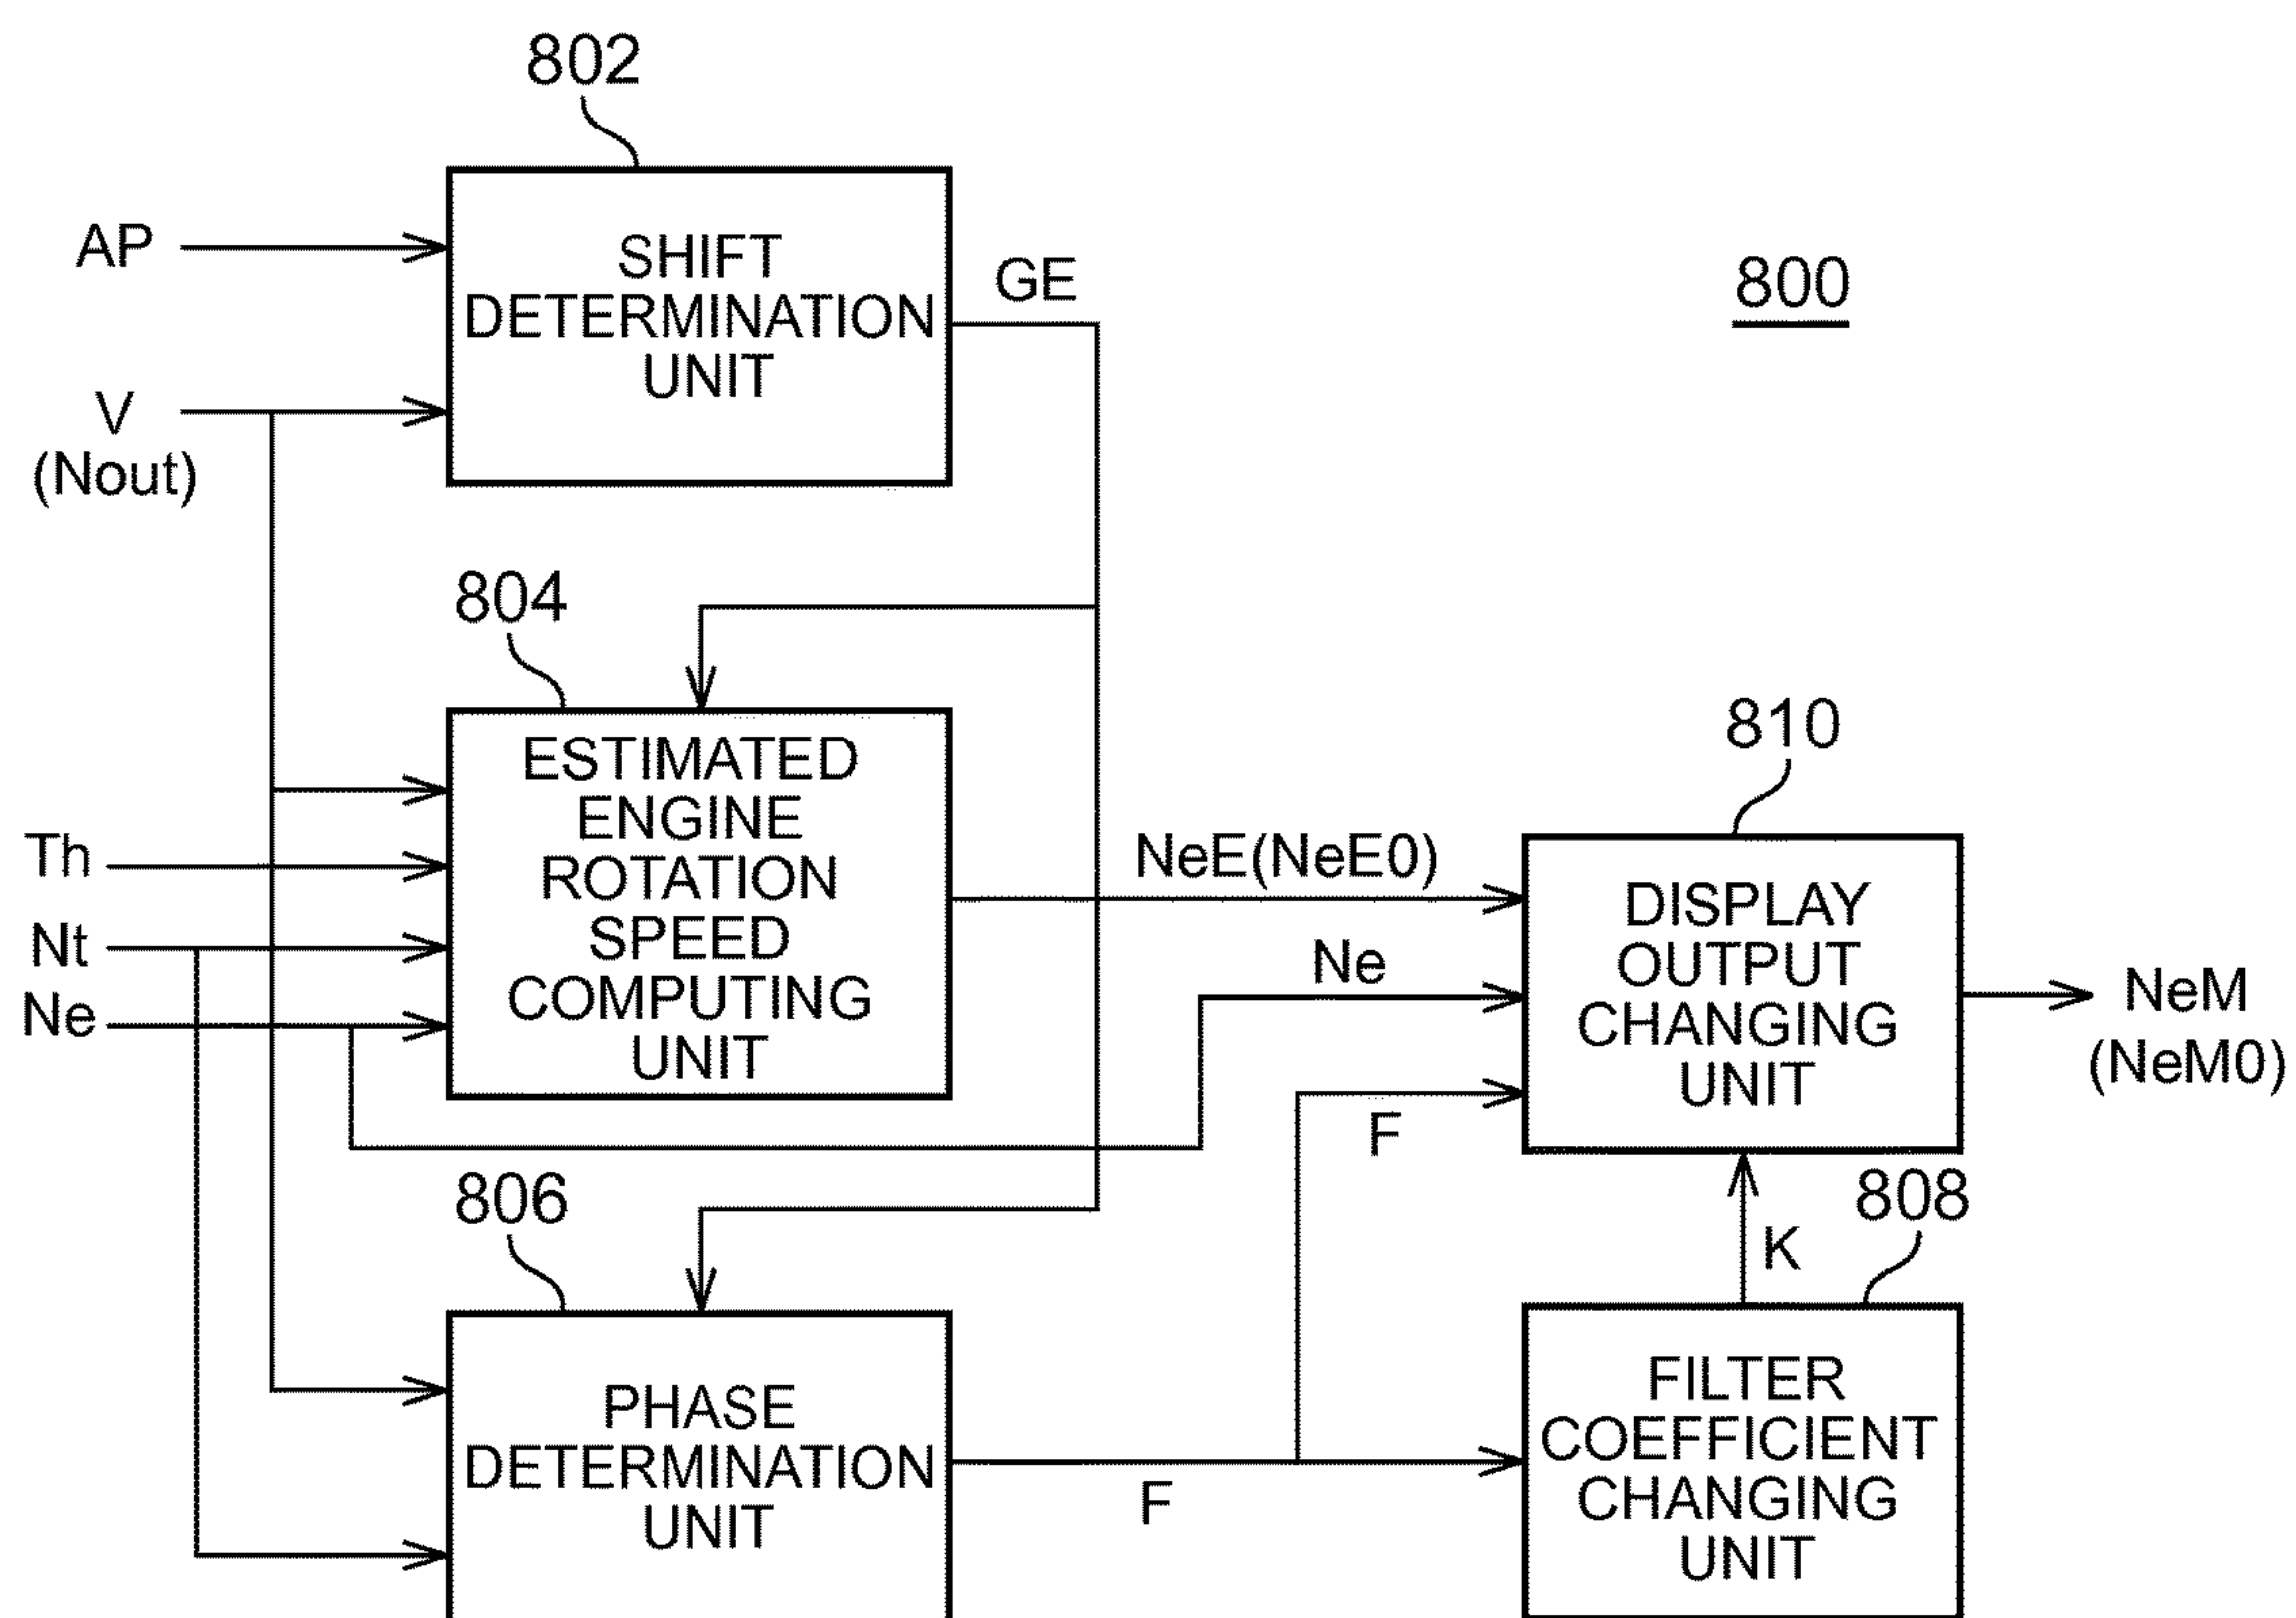 802
AP
SHIFT
DETERMINATION
UNIT
GE
800
V
(Nout)
804
ESTIMATED
ENGINE
ROTATION
SPEED
COMPUTING
UNIT
Th
Nt
Ne
NeE(NeE0)
Ne
F
810
DISPLAY
OUTPUT
CHANGING
UNIT
NeM
(NeM0)
806
PHASE
DETERMINATION
UNIT
F
K
808
FILTER
COEFFICIENT
CHANGING
UNIT